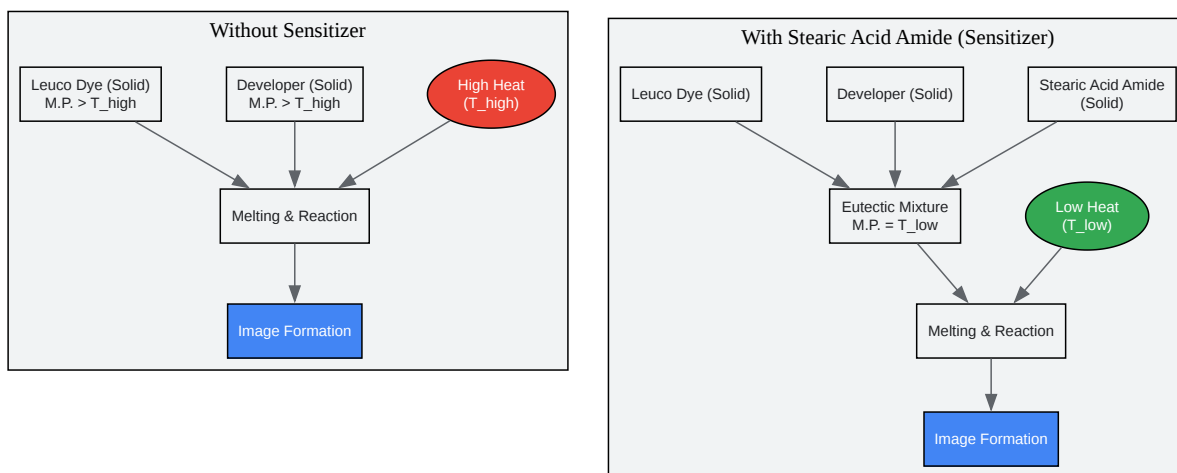 Without Sensitizer
Leuco Dye (Solid)
M.P. > T_high
Developer (Solid)
M.P. > T_high
High Heat
(T_high)
Melting & Reaction
Image Formation
With Stearic Acid Amide (Sensitizer)
Leuco Dye (Solid)
Developer (Solid)
Stearic Acid Amide
(Solid)
Eutectic Mixture
M.P. = T_low
Low Heat
(T_low)
Melting & Reaction
Image Formation